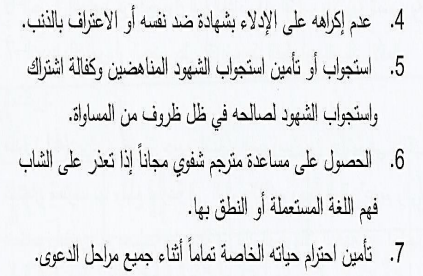 4. عدم إكراهه على الإدلاء بشهادة ضد نفسه أو الاعتراف بالذنب.
5. استجواب أو تأمين استجواب الشهود المناهضين وكفالة اشتراك
واستجواب الشهود لصالحه في ظل ظروف من المساواة.
6. الحصول على مساعدة مترجم شفوي مجاناً إذا تعذر على الشاب
فهم اللغة المستعملة أو النطق بها.
7. تأمين احترام حياته الخاصة تماماً أثناء جميع مراحل الدعوى.